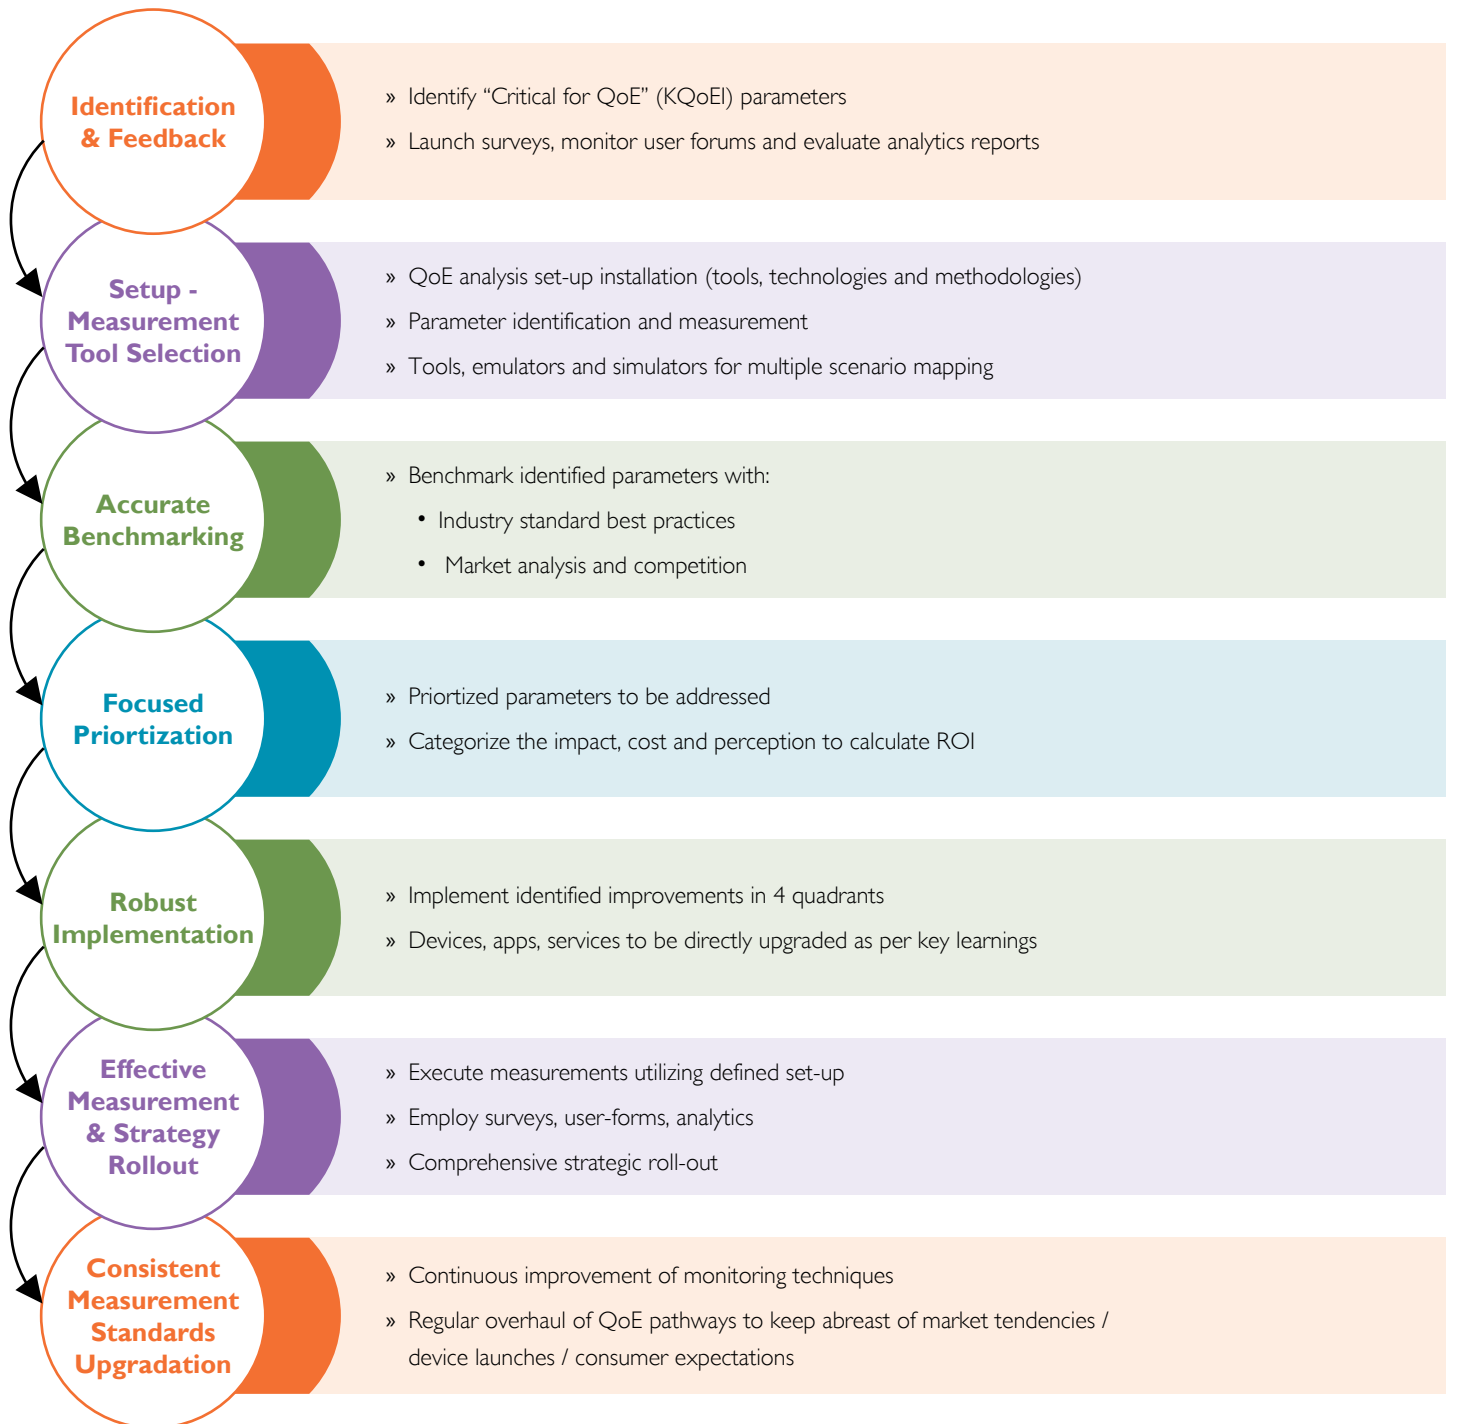 Identification
& Feedback
» Identify “Critical for QoE” (KQoEI) parameters
» Launch surveys, monitor user forums and evaluate analytics reports
Setup -
Measurement
Tool Selection
» QoE analysis set-up installation (tools, technologies and methodologies)
» Parameter identification and measurement
» Tools, emulators and simulators for multiple scenario mapping
Accurate
Benchmarking
» Benchmark identified parameters with:
• Industry standard best practices
• Market analysis and competition
Focused
Priortization
» Priortized parameters to be addressed
» Categorize the impact, cost and perception to calculate ROI
Robust
Implementation
» Implement identified improvements in 4 quadrants
» Devices, apps, services to be directly upgraded as per key learnings
Effective
Measurement
& Strategy
Rollout
» Execute measurements utilizing defined set-up
» Employ surveys, user-forms, analytics
» Comprehensive strategic roll-out
Consistent
Measurement
Standards
Upgradation
» Continuous improvement of monitoring techniques
» Regular overhaul of QoE pathways to keep abreast of market tendencies /
device launches / consumer expectations